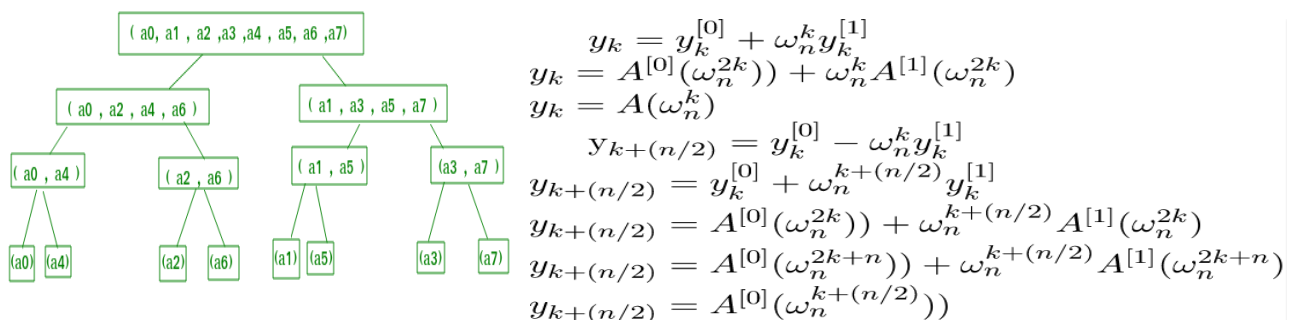 ( a0, a1 , a2 ,a3 ,a4 , a5, a6 ,a7)
( a0 , a2 , a4 , a6 )
( a1 , a3 , a5 , a7 )
( a0 , a4 )
( a2 , a6 )
( a1 , a5 )
(a3 , a7 )
(a0)
(a4)
(a2)
(a6)
(a1)
(a5)
(a3)
(a7)
y_k = y_k^{[0]} + ω_n^k y_k^{[1]}
y_k = A^{[0]}(ω_n^{2k})) + ω_n^k A^{[1]}(ω_n^{2k})
y_k = A(ω_n^k)
y_{k+(n/2)} = y_k^{[0]} − ω_n^k y_k^{[1]}
y_{k+(n/2)} = y_k^{[0]} + ω_n^{k+(n/2)} y_k^{[1]}
y_{k+(n/2)} = A^{[0]}(ω_n^{2k})) + ω_n^{k+(n/2)} A^{[1]}(ω_n^{2k})
y_{k+(n/2)} = A^{[0]}(ω_n^{2k+n})) + ω_n^{k+(n/2)} A^{[1]}(ω_n^{2k+n})
y_{k+(n/2)} = A^{[0]}(ω_n^{k+(n/2)}))